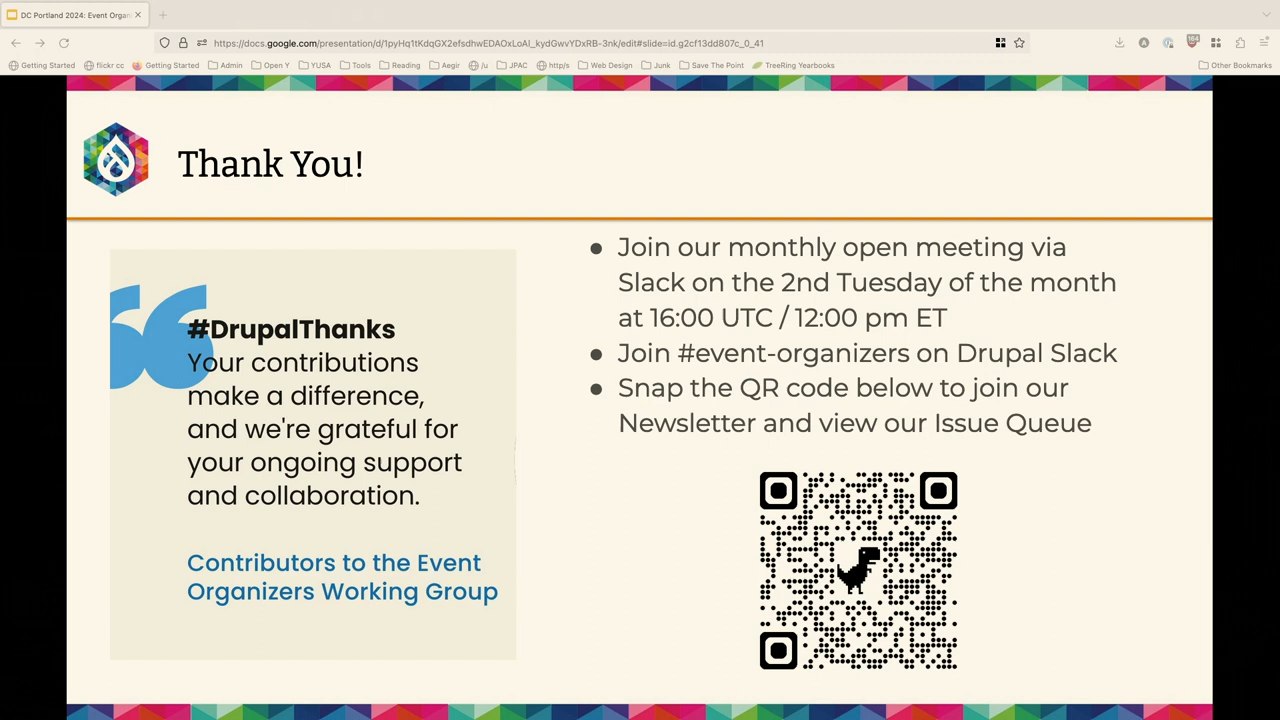 DC Portland 2024: Event Organ
https://docs.google.com/presentation/d/1pyHq1tKdqGX2efsdhwEDAOxLoAI_kydGwvYDxRB-3nk/edit#slide=id.g2cf13dd807c_0_41
164
Getting Started
flickr cc
Getting Started
Admin
Open Y
YUSA
Tools
Reading
Aegir
/u
JPAC
http/s
Web Design
Junk
Save The Point
TreeRing Yearbooks
Other Bookmarks
Thank You!
#DrupalThanks
Your contributions
make a difference,
and we're grateful for
your ongoing support
and collaboration.
Contributors to the Event
Organizers Working Group
● Join our monthly open meeting via
Slack on the 2nd Tuesday of the month
at 16:00 UTC / 12:00 pm ET
● Join #event-organizers on Drupal Slack
● Snap the QR code below to join our
Newsletter and view our Issue Queue